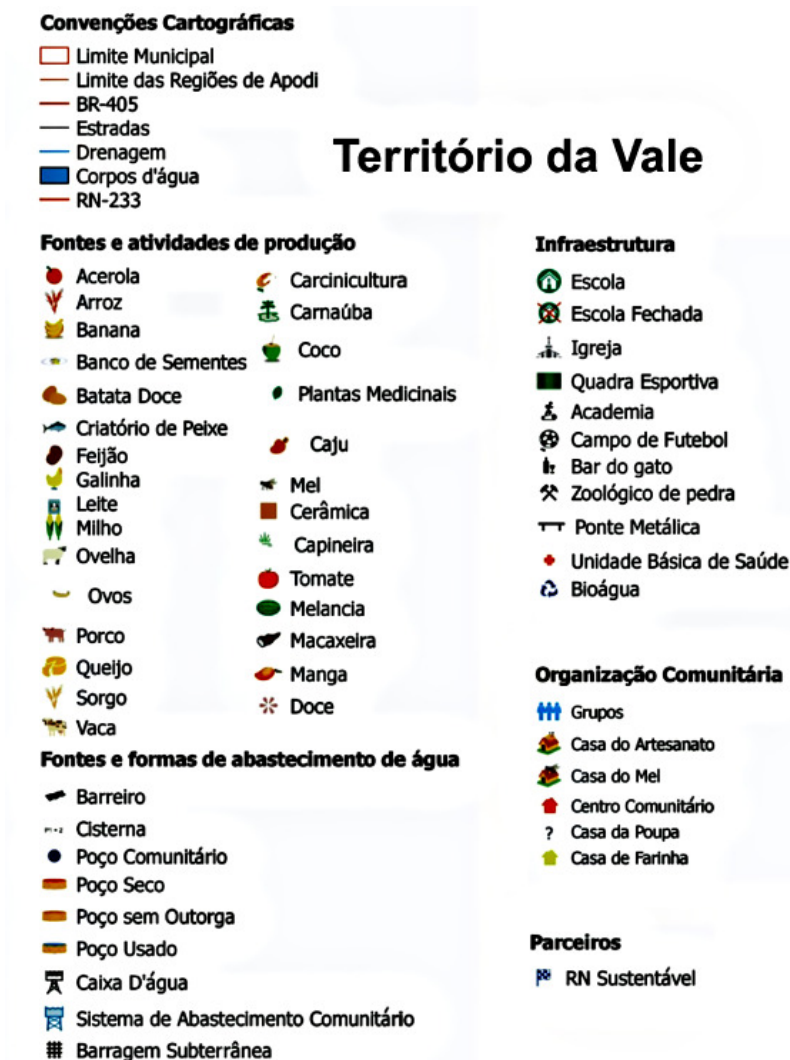 Convenções Cartográficas
Limite Municipal
Limite das Regiões de Apodi
BR-405
Estradas
Drenagem
Corpos d'água
RN-233
Território da Vale
Fontes e atividades de produção
Acerola
Arroz
Banana
Banco de Sementes
Batata Doce
Criatório de Peixe
Feijão
Galinha
Leite
Milho
Ovelha
Ovos
Porco
Queijo
Sorgo
Vaca
Carcinicultura
Carnaúba
Coco
Plantas Medicinais
Caju
Mel
Cerâmica
Capineira
Tomate
Melancia
Macaxeira
Manga
Doce
Fontes e formas de abastecimento de água
Barreiro
P1+2 Cisterna
Poço Comunitário
Poço Seco
Poço sem Outorga
Poço Usado
Caixa D'água
Sistema de Abastecimento Comunitário
Barragem Subterrânea
Infraestrutura
Escola
Escola Fechada
Igreja
Quadra Esportiva
Academia
Campo de Futebol
Bar do gato
Zoológico de pedra
Ponte Metálica
Unidade Básica de Saúde
Bioágua
Organização Comunitária
Grupos
Casa do Artesanato
Casa do Mel
Centro Comunitário
? Casa da Poupa
Casa de Farinha
Parceiros
RN Sustentável